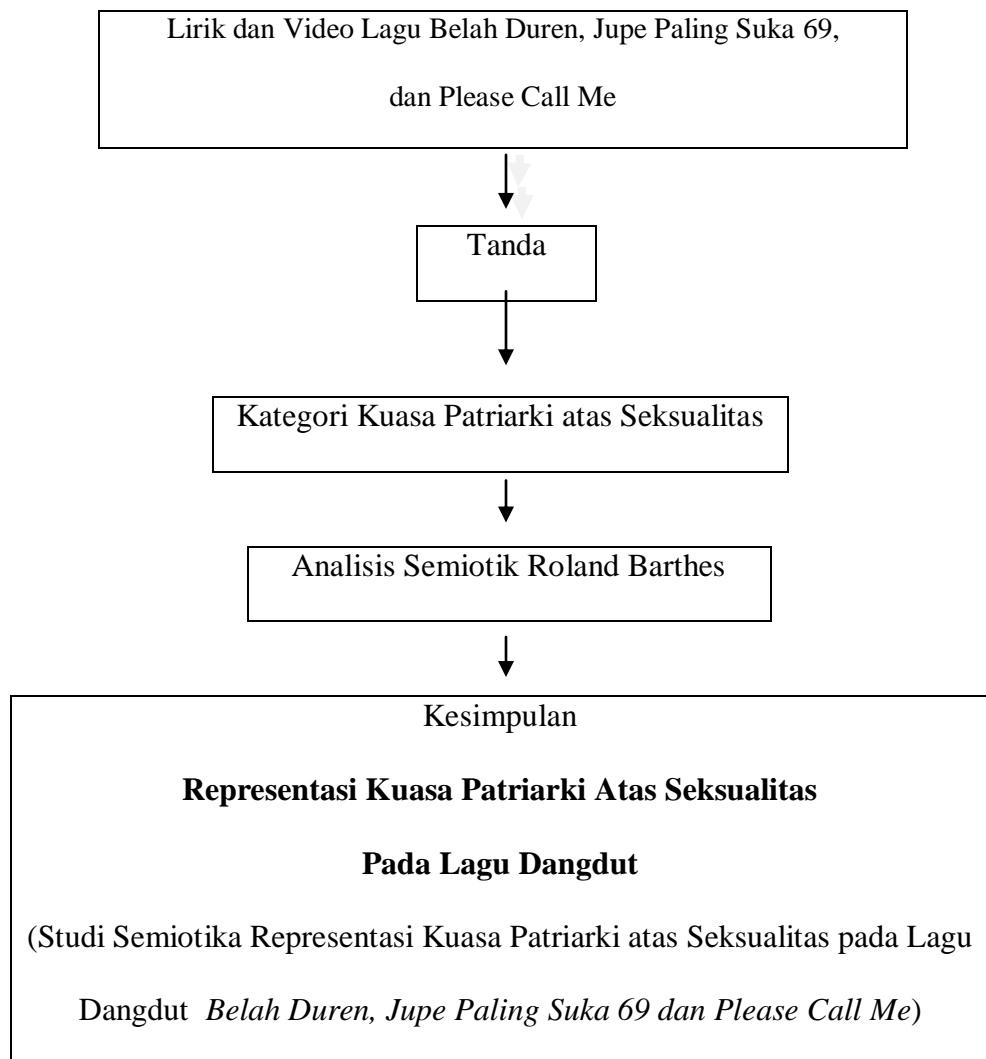 Lirik dan Video Lagu Belah Duren, Jupe Paling Suka 69,
dan Please Call Me
Tanda
Kategori Kuasa Patriarki atas Seksualitas
Analisis Semiotik Roland Barthes
Kesimpulan
Representasi Kuasa Patriarki Atas Seksualitas
Pada Lagu Dangdut
(Studi Semiotika Representasi Kuasa Patriarki atas Seksualitas pada Lagu
Dangdut Belah Duren, Jupe Paling Suka 69 dan Please Call Me)